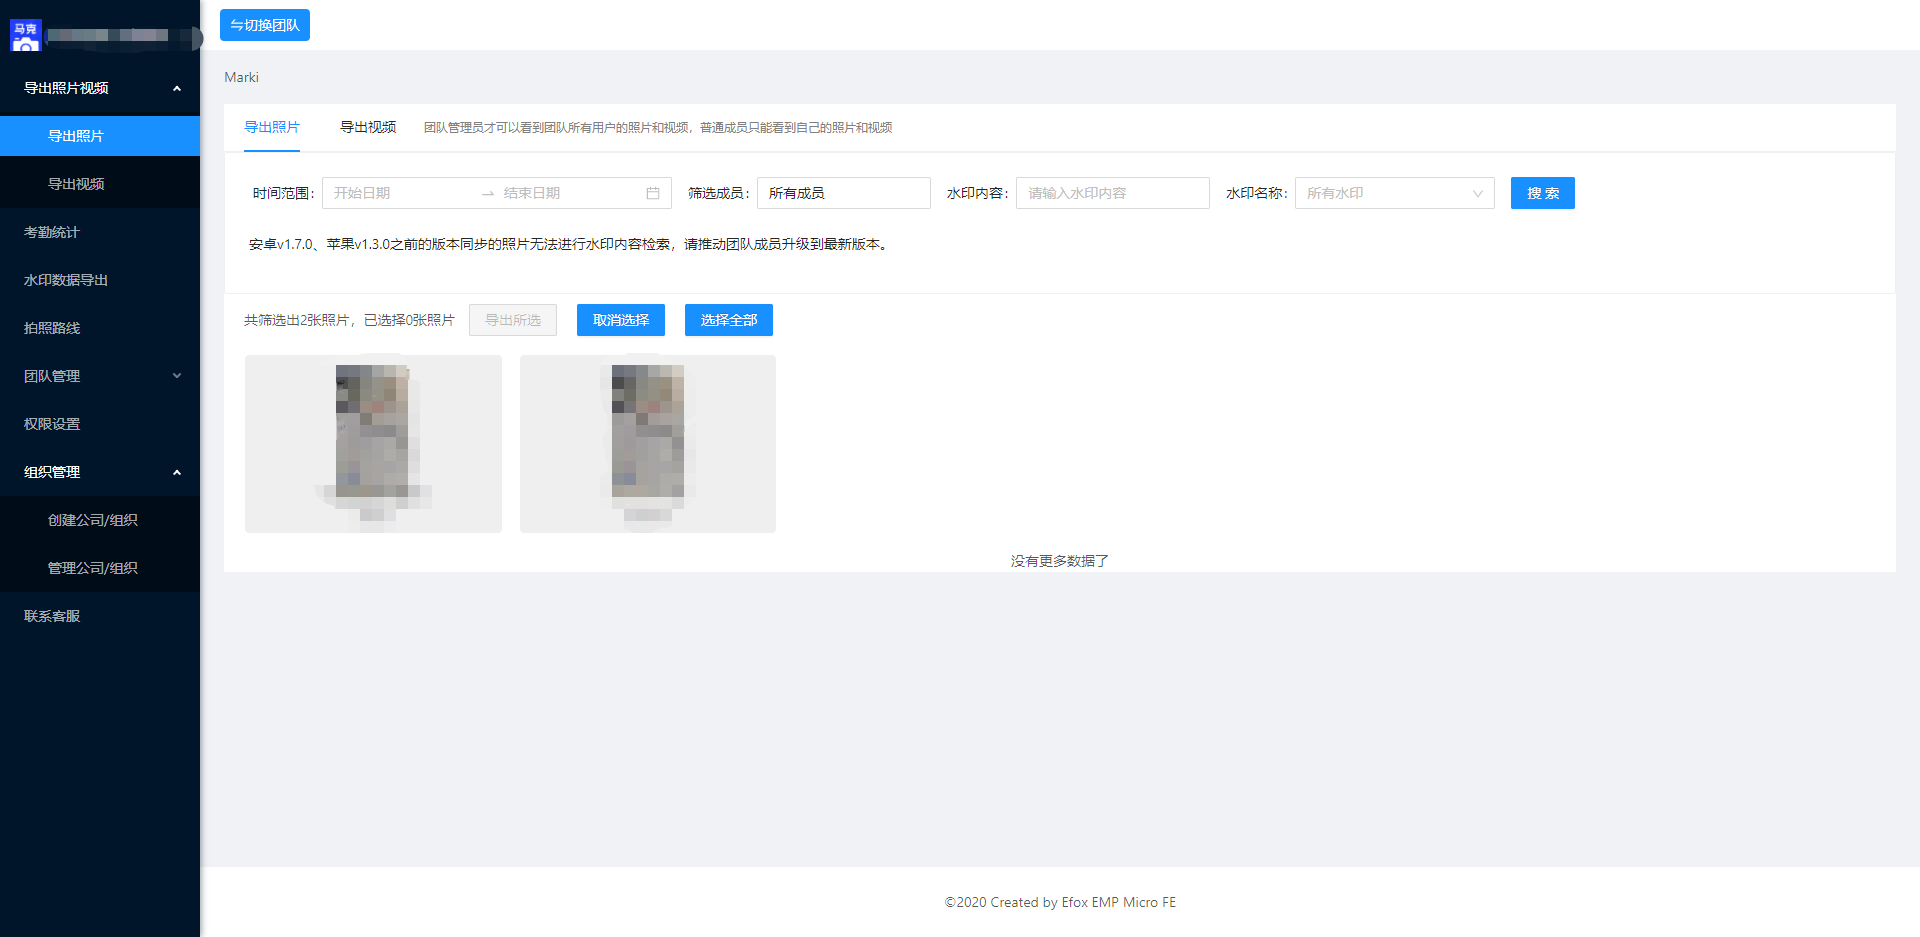 马克
导出照片视频
导出照片
导出视频
考勤统计
水印数据导出
拍照路线
团队管理
权限设置
组织管理
创建公司/组织
管理公司/组织
联系客服
⇋切换团队
Marki
导出照片 导出视频 团队管理员才可以看到团队所有用户的照片和视频，普通成员只能看到自己的照片和视频
时间范围： 开始日期 → 结束日期 筛选成员： 所有成员 水印内容： 请输入水印内容 水印名称： 所有水印 搜 索
安卓v1.7.0、苹果v1.3.0之前的版本同步的照片无法进行水印内容检索，请推动团队成员升级到最新版本。
共筛选出2张照片，已选择0张照片 导出所选 取消选择 选择全部
没有更多数据了
©2020 Created by Efox EMP Micro FE